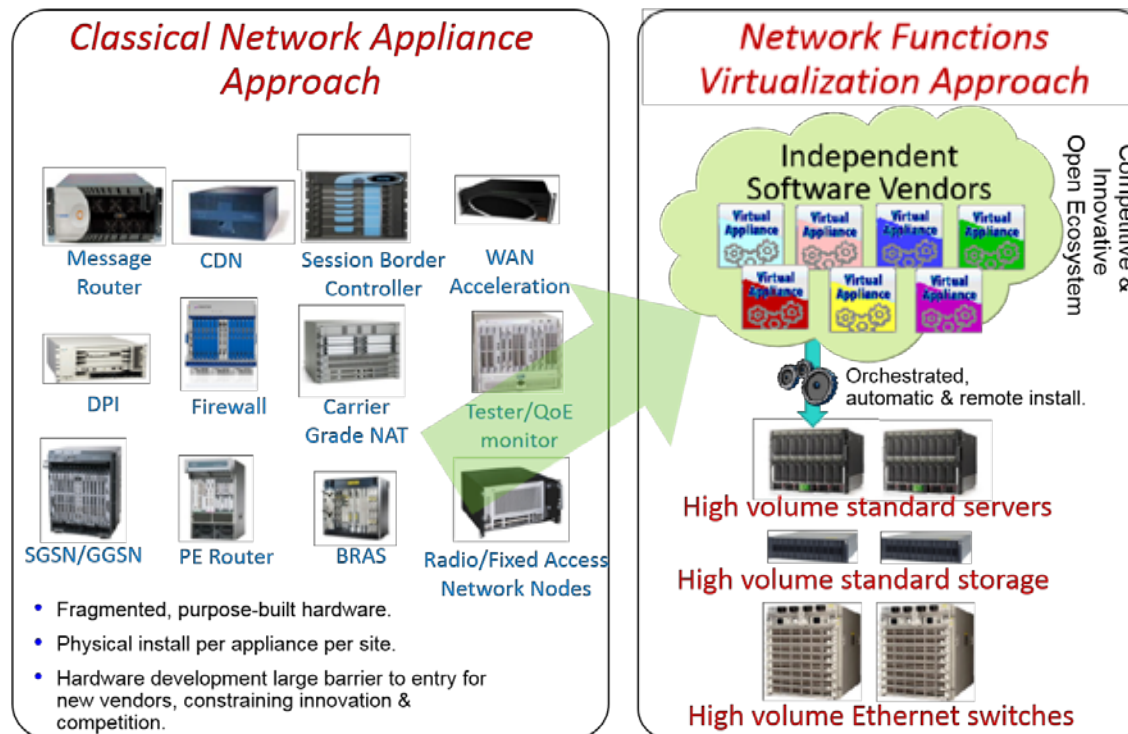 Classical Network Appliance
Approach
Message
Router
CDN
Session Border
Controller
WAN
Acceleration
DPI
Firewall
Carrier
Grade NAT
Tester/QoE
monitor
SGSN/GGSN
PE Router
BRAS
Radio/Fixed Access
Network Nodes
• Fragmented, purpose-built hardware.
• Physical install per appliance per site.
• Hardware development large barrier to entry for
new vendors, constraining innovation &
competition.
Network Functions
Virtualization Approach
Independent
Software Vendors
Virtual
Appliance
Virtual
Appliance
Virtual
Appliance
Virtual
Appliance
Virtual
Appliance
Virtual
Appliance
Virtual
Appliance
Competitive &
Innovative
Open Ecosystem
Orchestrated,
automatic & remote install.
High volume standard servers
High volume standard storage
High volume Ethernet switches